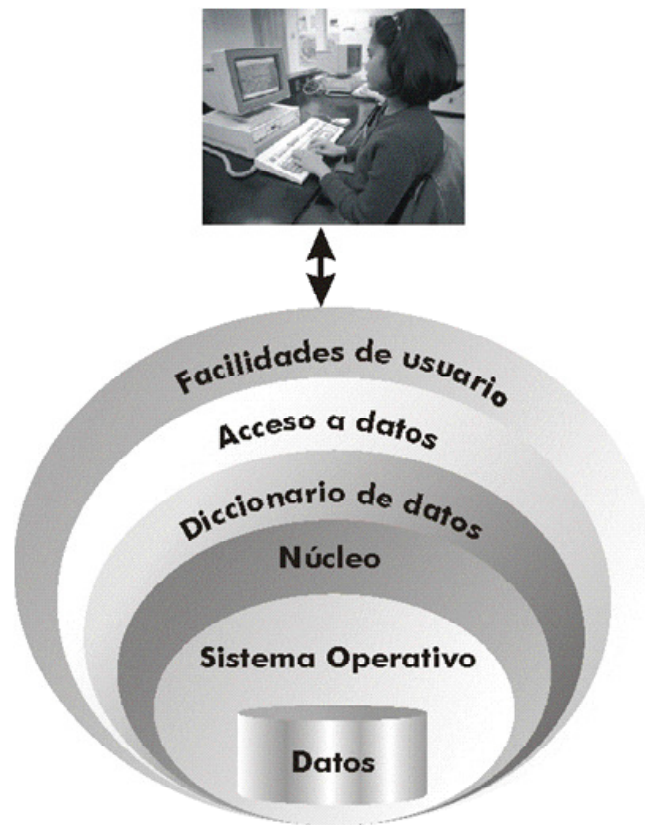 Facilidades de usuario
Acceso a datos
Diccionario de datos
Núcleo
Sistema Operativo
Datos